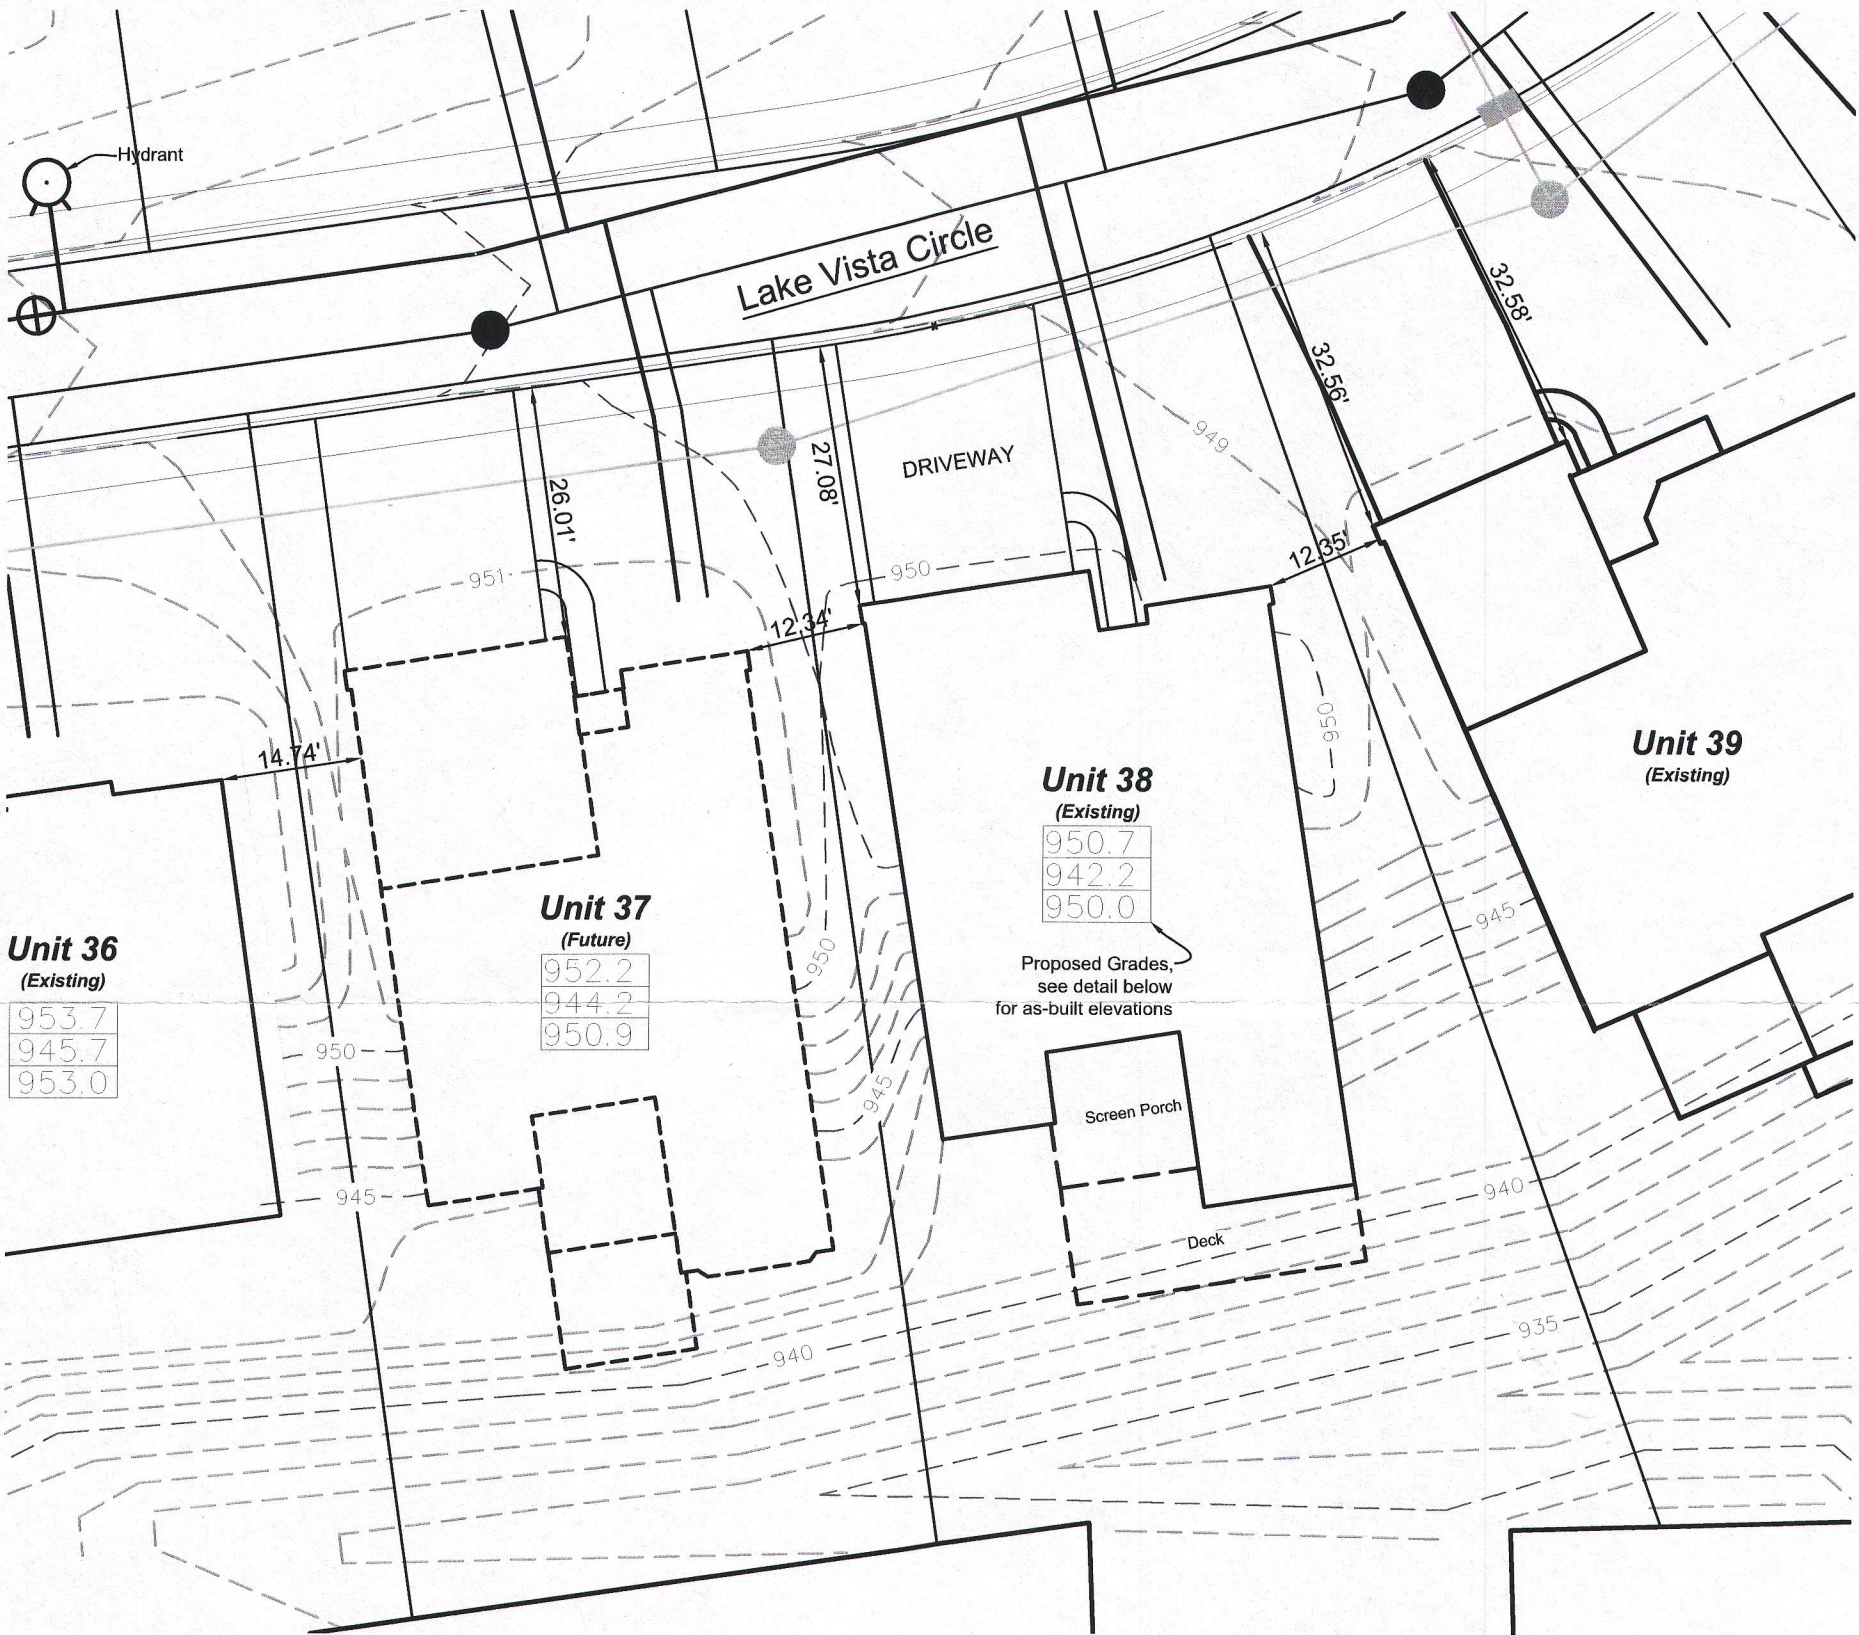 Hydrant
Lake Vista Circle
32.58'
32.56'
27.08'
26.01'
DRIVEWAY
949
951
950
12.35'
12.34'
14.74'
950
Unit 39
(Existing)
Unit 38
(Existing)
950.7
942.2
950.0
Proposed Grades,
see detail below
for as-built elevations
Unit 37
(Future)
952.2
944.2
950.9
Unit 36
(Existing)
953.7
945.7
953.0
950
945
950
945
945
Screen Porch
Deck
940
935
940